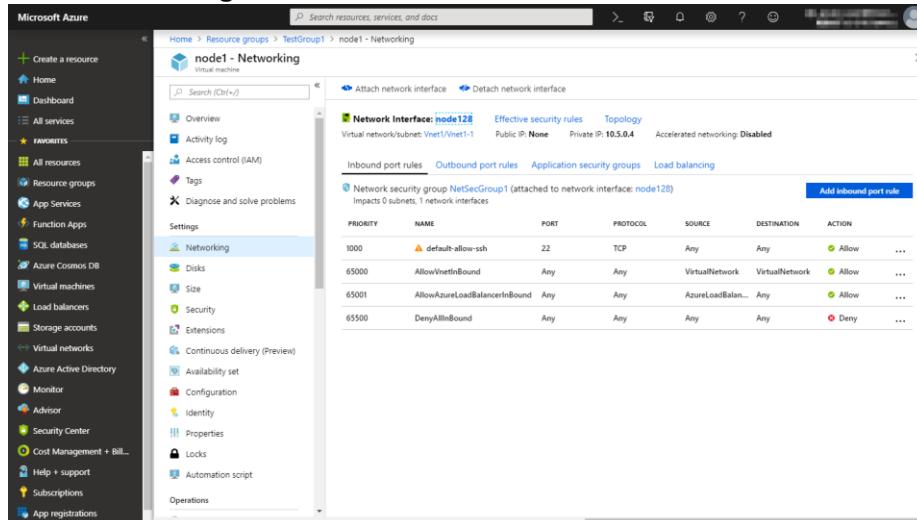 Microsoft Azure
Search resources, services, and docs
Create a resource
Home
Dashboard
All services
FAVORITES
All resources
Resource groups
App Services
Function Apps
SQL databases
Azure Cosmos DB
Virtual machines
Load balancers
Storage accounts
Virtual networks
Azure Active Directory
Monitor
Advisor
Security Center
Cost Management + Bill...
Help + support
Subscriptions
App registrations
Home > Resource groups > TestGroup1 > node1 - Networking
node1 - Networking
Virtual machine
Search (Ctrl+/)
Overview
Activity log
Access control (IAM)
Tags
Diagnose and solve problems
Settings
Networking
Disks
Size
Security
Extensions
Continuous delivery (Preview)
Availability set
Configuration
Identity
Properties
Locks
Automation script
Operations
Attach network interface Detach network interface
Network Interface: node128 Effective security rules Topology
Virtual network/subnet: Vnet1/Vnet1-1 Public IP: None Private IP: 10.5.0.4 Accelerated networking: Disabled
Inbound port rules Outbound port rules Application security groups Load balancing
Network security group NetSecGroup1 (attached to network interface: node128)
Impacts 0 subnets, 1 network interfaces
Add inbound port rule
PRIORITY NAME PORT PROTOCOL SOURCE DESTINATION ACTION
1000 default-allow-ssh 22 TCP Any Any Allow ...
65000 AllowVnetInBound Any Any VirtualNetwork VirtualNetwork Allow ...
65001 AllowAzureLoadBalancerInBound Any Any AzureLoadBalan... Any Allow ...
65500 DenyAllInBound Any Any Any Any Deny ...